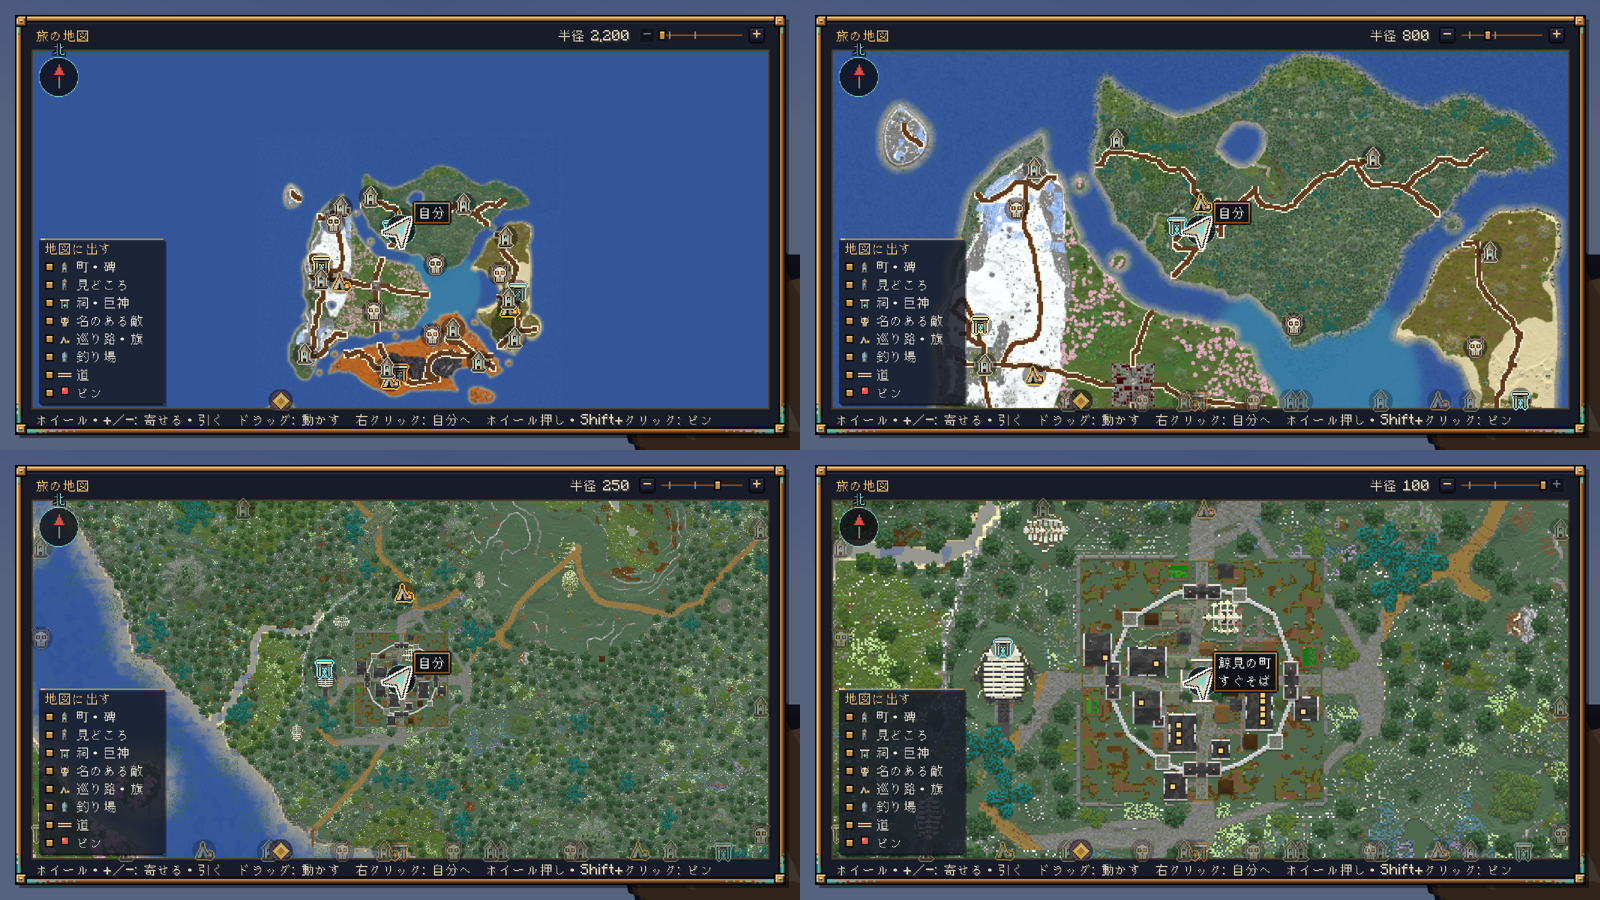 旅の地図
半径 2,200
北
自分
地図に出す
町・碑
見どころ
祠・巨神
名のある敵
巡り路・旗
釣り場
道
ピン
ホイール・+/−: 寄せる・引く ドラッグ: 動かす 右クリック: 自分へ ホイール押し・Shift+クリック: ピン
旅の地図
半径 800
北
自分
地図に出す
町・碑
見どころ
祠・巨神
名のある敵
巡り路・旗
釣り場
道
ピン
ホイール・+/−: 寄せる・引く ドラッグ: 動かす 右クリック: 自分へ ホイール押し・Shift+クリック: ピン
旅の地図
半径 250
北
自分
地図に出す
町・碑
見どころ
祠・巨神
名のある敵
巡り路・旗
釣り場
道
ピン
ホイール・+/−: 寄せる・引く ドラッグ: 動かす 右クリック: 自分へ ホイール押し・Shift+クリック: ピン
旅の地図
半径 100
北
鯨見の町
すぐそば
地図に出す
町・碑
見どころ
祠・巨神
名のある敵
巡り路・旗
釣り場
道
ピン
ホイール・+/−: 寄せる・引く ドラッグ: 動かす 右クリック: 自分へ ホイール押し・Shift+クリック: ピン